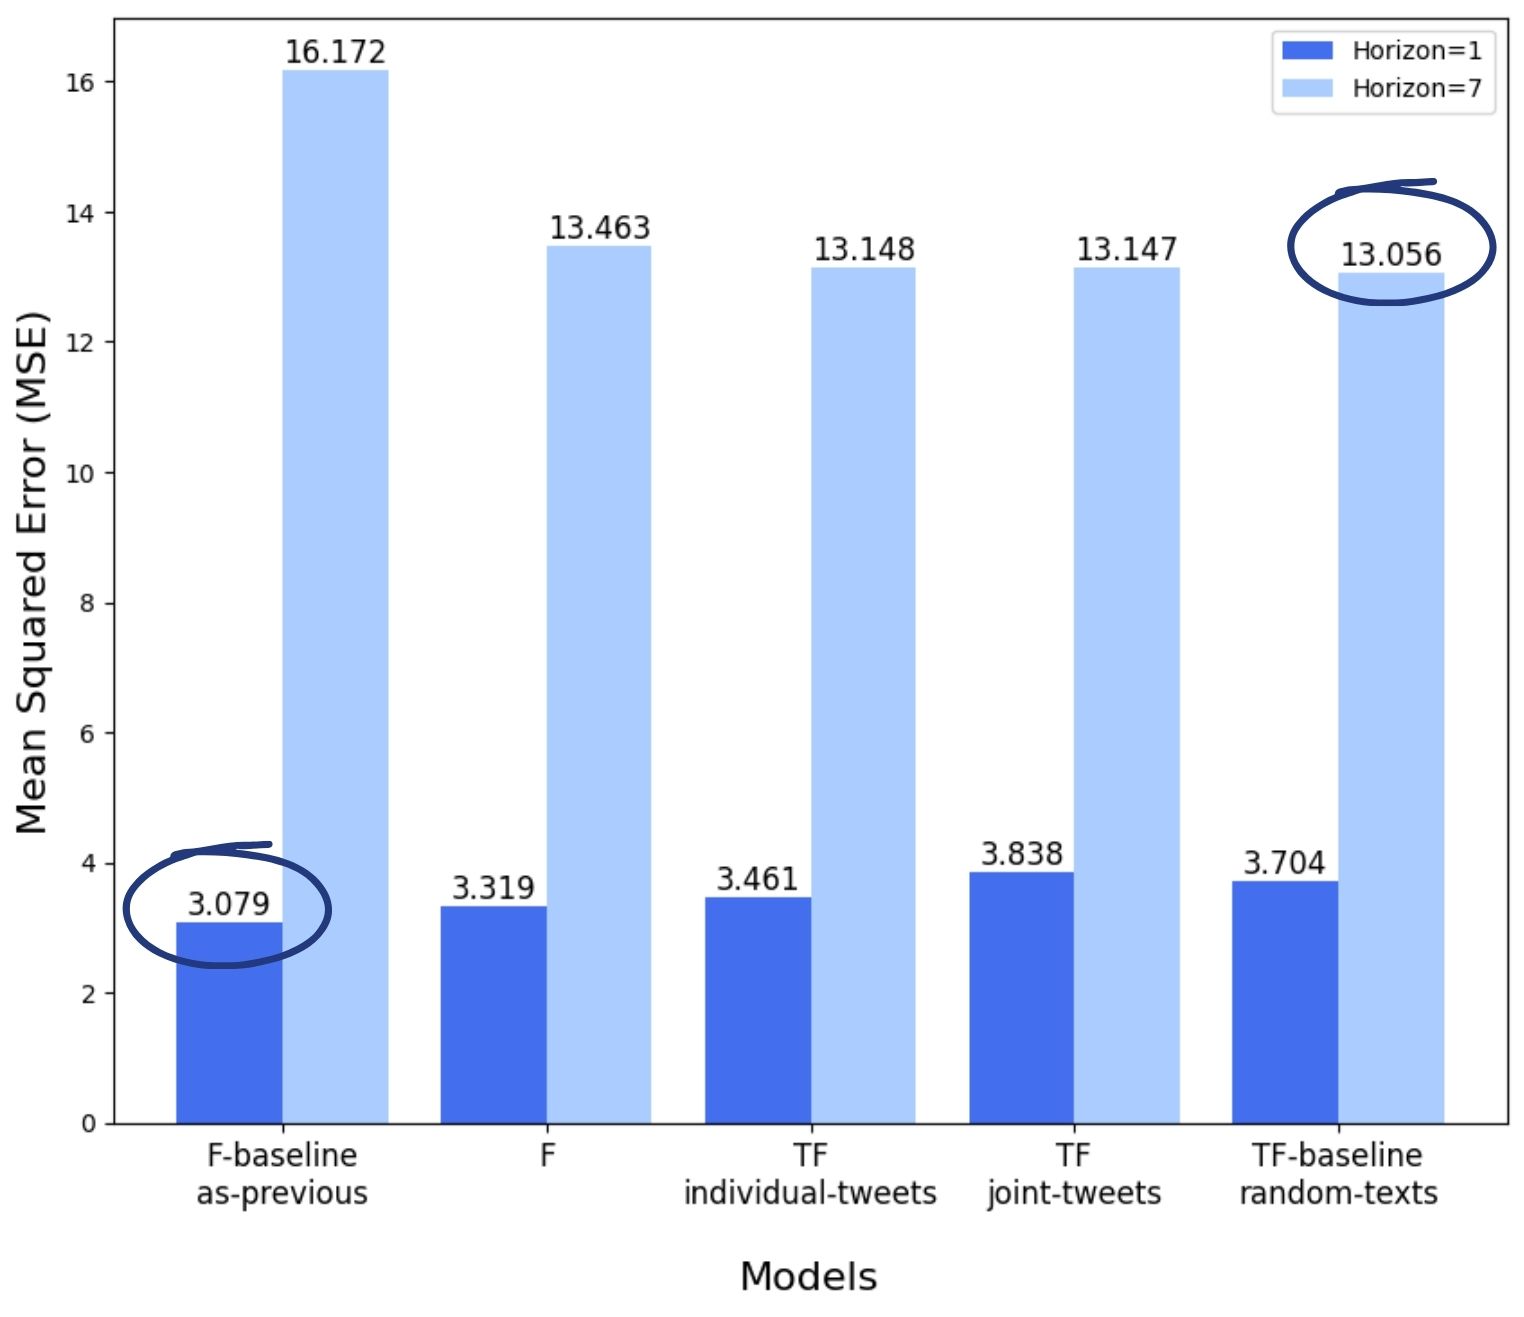 16.172
Horizon=1
Horizon=7
16
14
13.463
13.148
13.147
13.056
12
10
8
6
4
3.079
3.319
3.461
3.838
3.704
2
0
Mean Squared Error (MSE)
F-baseline
as-previous
F
TF
individual-tweets
TF
joint-tweets
TF-baseline
random-texts
Models